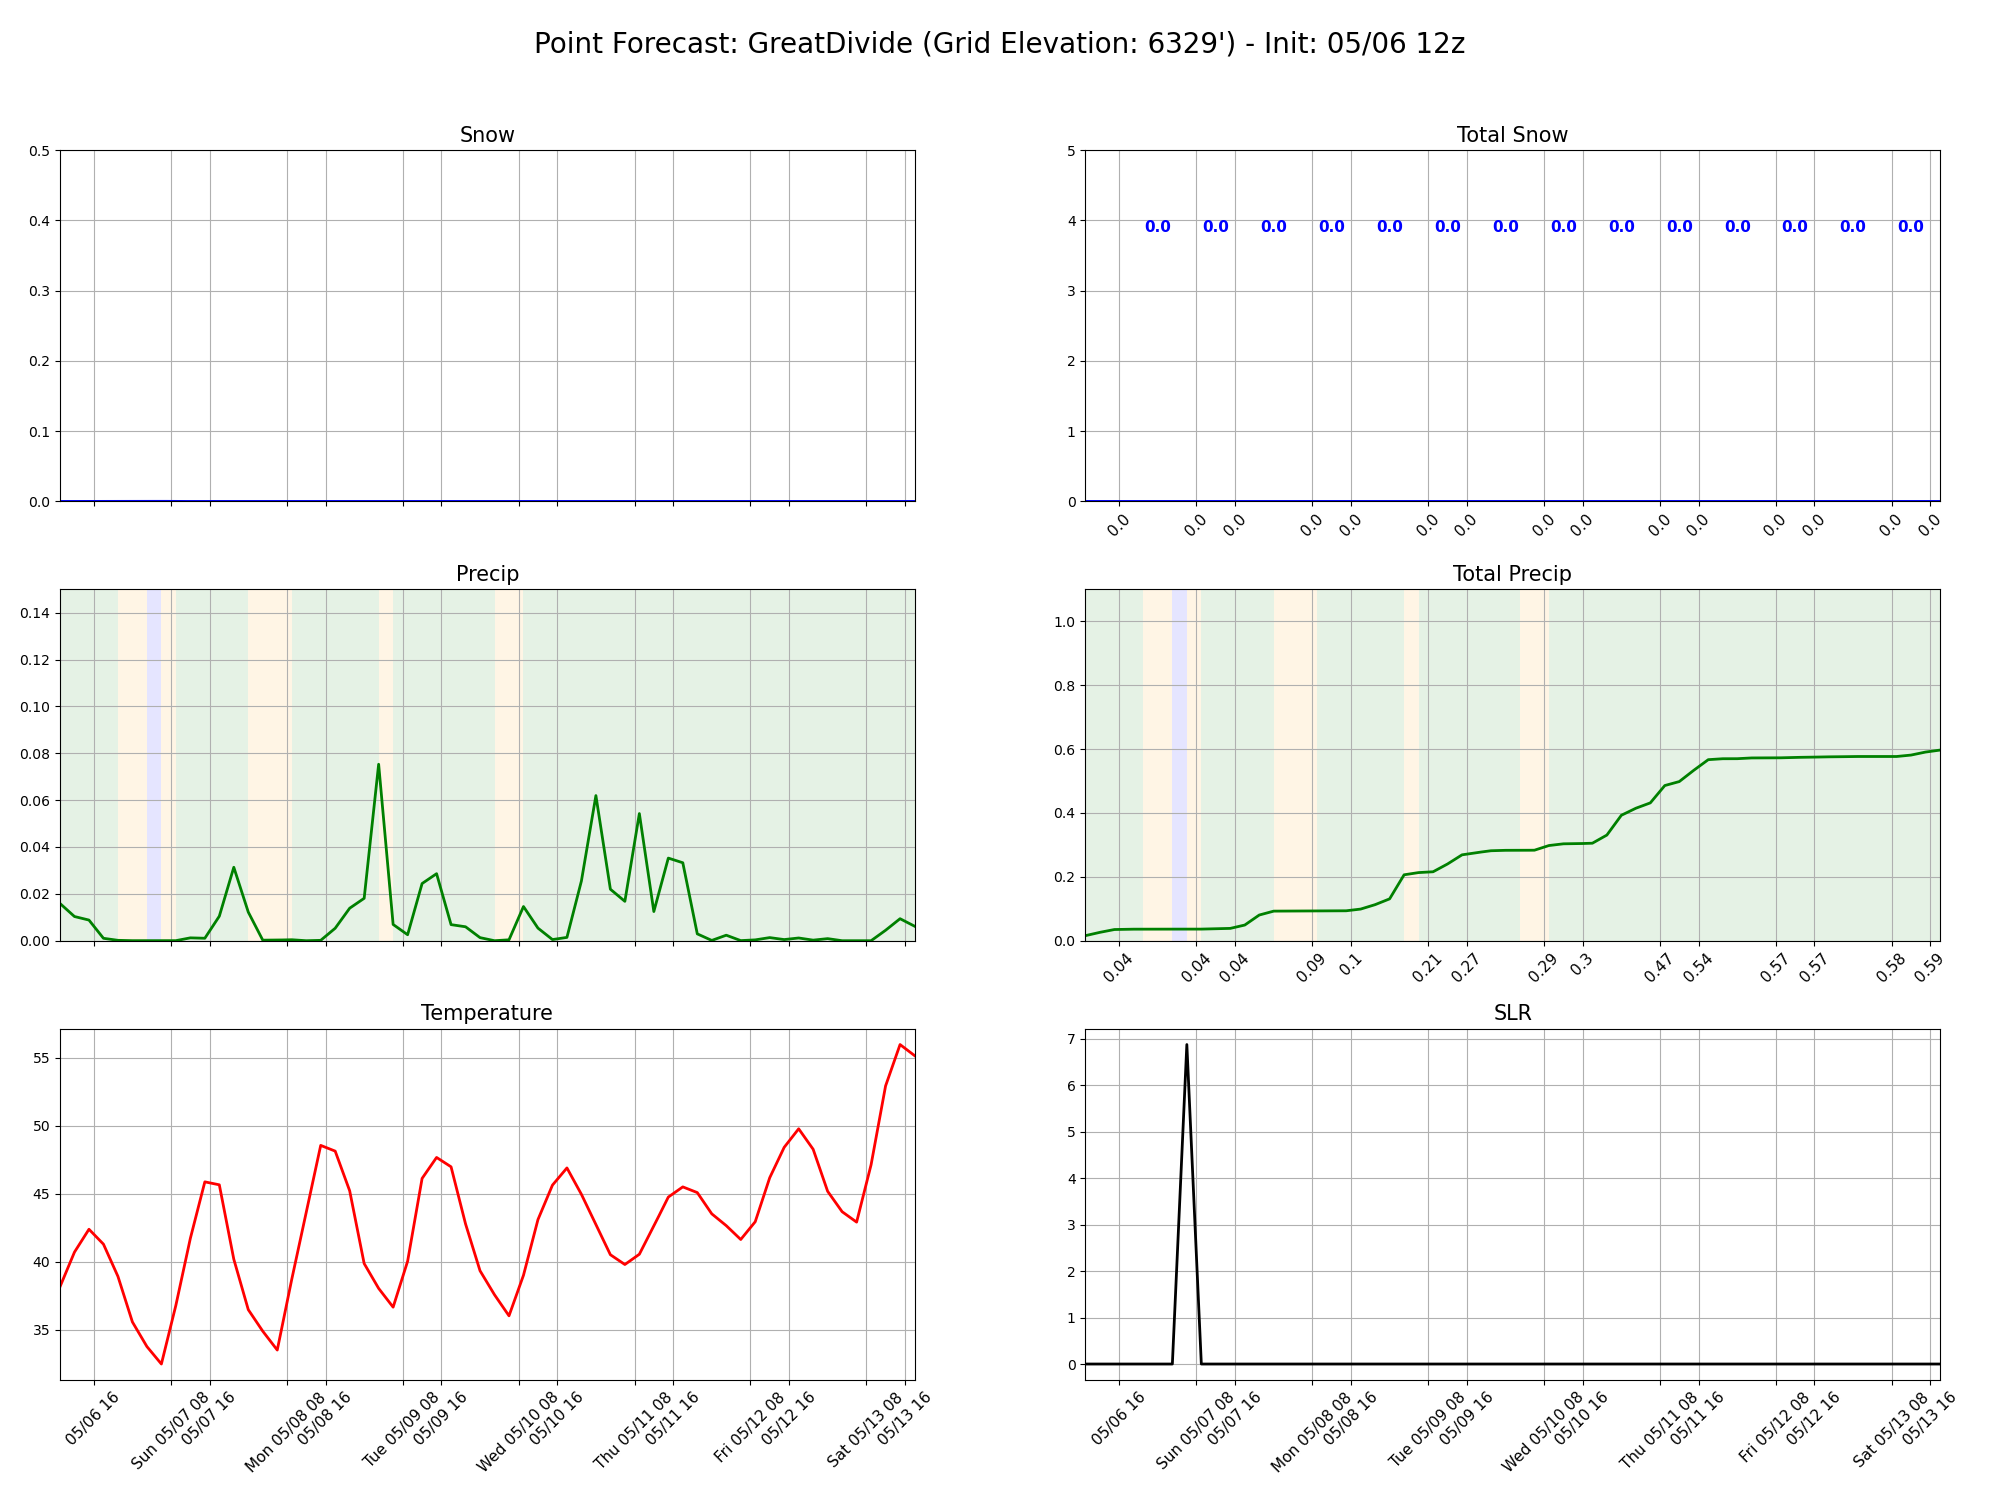 Point Forecast: GreatDivide (Grid Elevation: 6329') - Init: 05/06 12z
Snow
0.5
0.4
0.3
0.2
0.1
0.0
Total Snow
5
4
3
2
1
0
0.0 0.0 0.0 0.0 0.0 0.0 0.0 0.0 0.0 0.0 0.0 0.0 0.0 0.0
0.0 0.0 0.0 0.0 0.0 0.0 0.0 0.0 0.0 0.0 0.0 0.0 0.0 0.0 0.0
Precip
0.14
0.12
0.10
0.08
0.06
0.04
0.02
0.00
Total Precip
1.0
0.8
0.6
0.4
0.2
0.0
0.04 0.04 0.04 0.09 0.1 0.21 0.27 0.29 0.3 0.47 0.54 0.57 0.57 0.58 0.59
Temperature
55
50
45
40
35
05/06 16
Sun 05/07 08
05/07 16
Mon 05/08 08
05/08 16
Tue 05/09 08
05/09 16
Wed 05/10 08
05/10 16
Thu 05/11 08
05/11 16
Fri 05/12 08
05/12 16
Sat 05/13 08
05/13 16
SLR
7
6
5
4
3
2
1
0
05/06 16
Sun 05/07 08
05/07 16
Mon 05/08 08
05/08 16
Tue 05/09 08
05/09 16
Wed 05/10 08
05/10 16
Thu 05/11 08
05/11 16
Fri 05/12 08
05/12 16
Sat 05/13 08
05/13 16